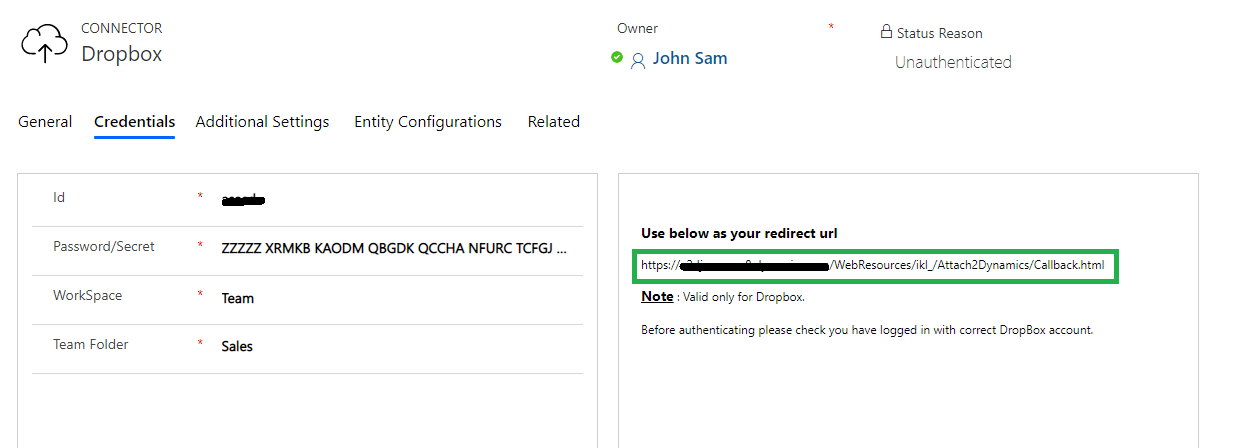 CONNECTOR
Dropbox
Owner *
John Sam
Status Reason
Unauthenticated
General Credentials Additional Settings Entity Configurations Related
Id *
Password/Secret * ZZZZZ XRMKB KAODM QBGDK QCCHA NFURC TCFGJ ...
WorkSpace * Team
Team Folder * Sales
Use below as your redirect url
https:// /WebResources/ikl_/Attach2Dynamics/Callback.html
Note : Valid only for Dropbox.
Before authenticating please check you have logged in with correct DropBox account.